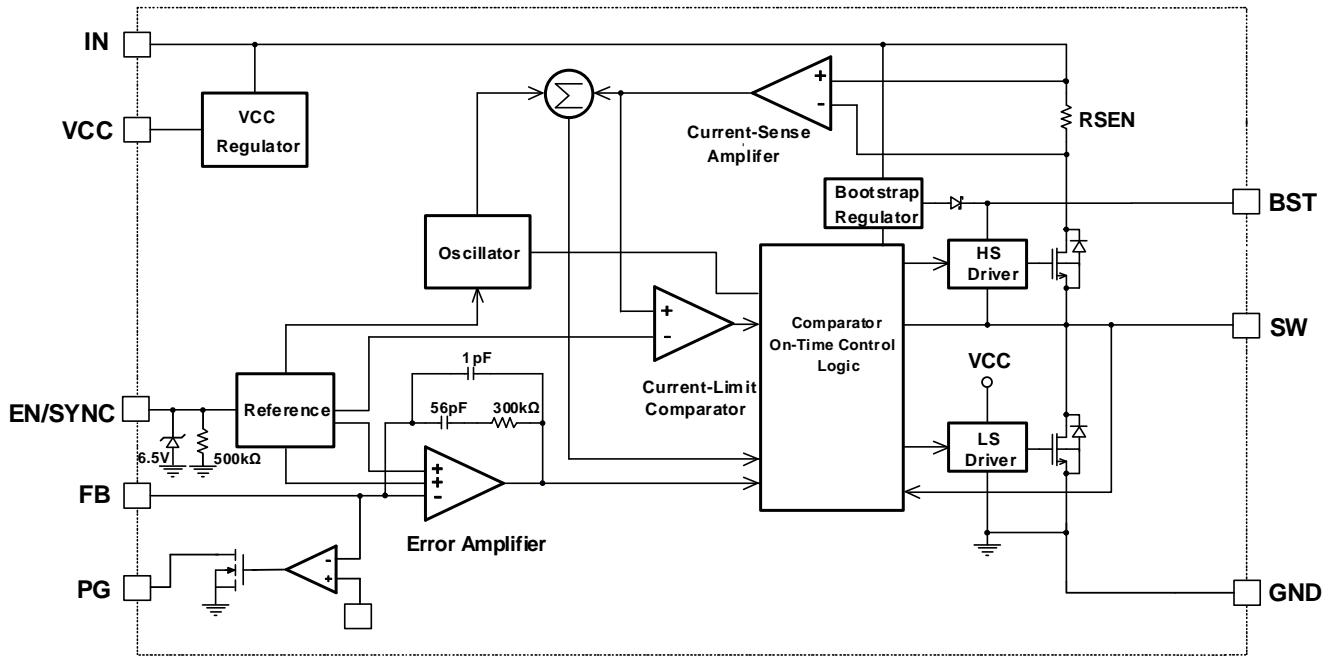 IN
VCC
VCC
Regulator
Σ
+
-
Current-Sense
Amplifer
RSEN
Bootstrap
Regulator
BST
Oscillator
HS
Driver
+
-
Comparator
On-Time Control
Logic
SW
1pF
Current-Limit
Comparator
VCC
EN/SYNC
Reference
56pF
300kΩ
6.5V
500kΩ
LS
Driver
FB
+
+
-
Error Amplifier
PG
-
+
GND